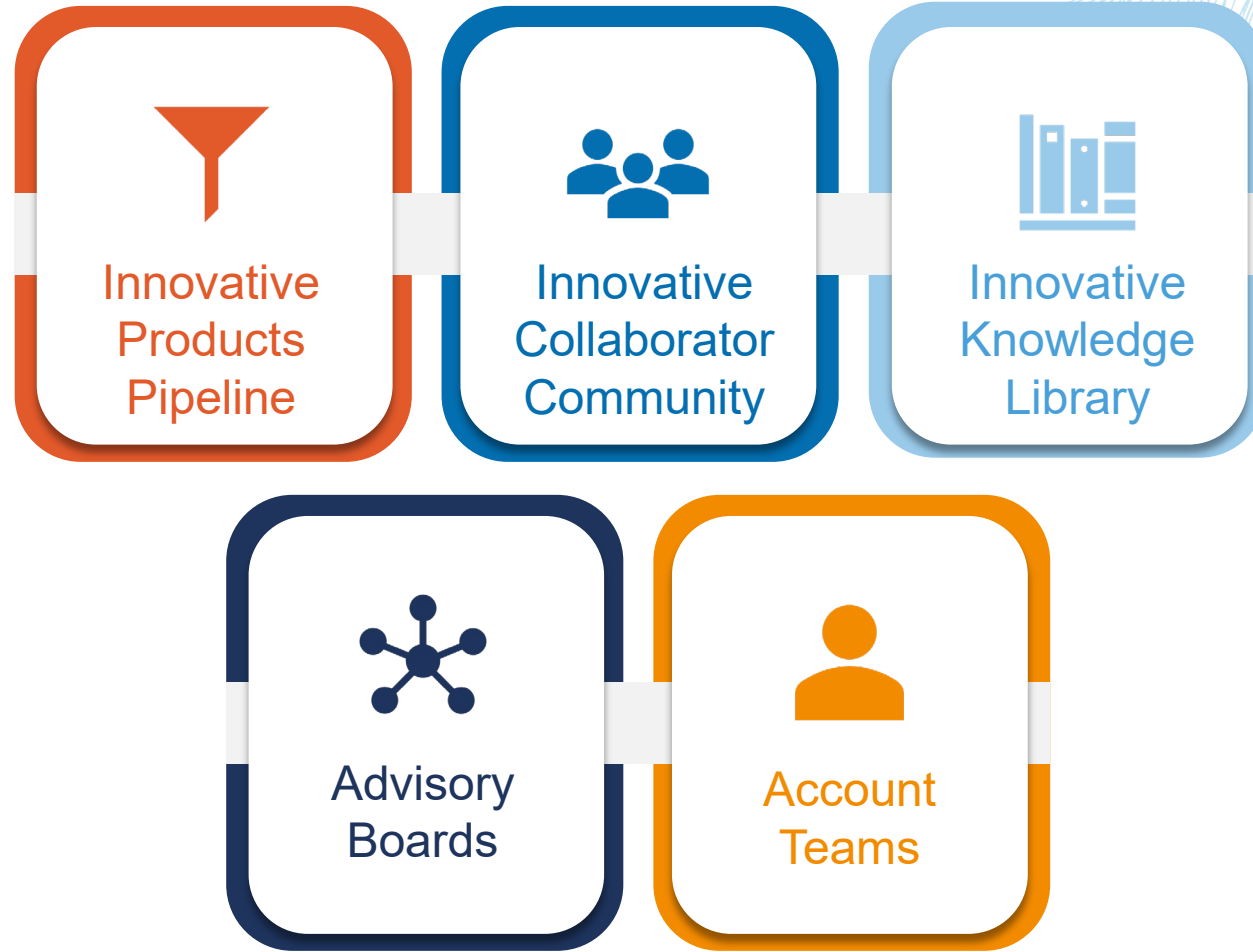 Innovative
Products
Pipeline
Innovative
Collaborator
Community
Innovative
Knowledge
Library
Advisory
Boards
Account
Teams